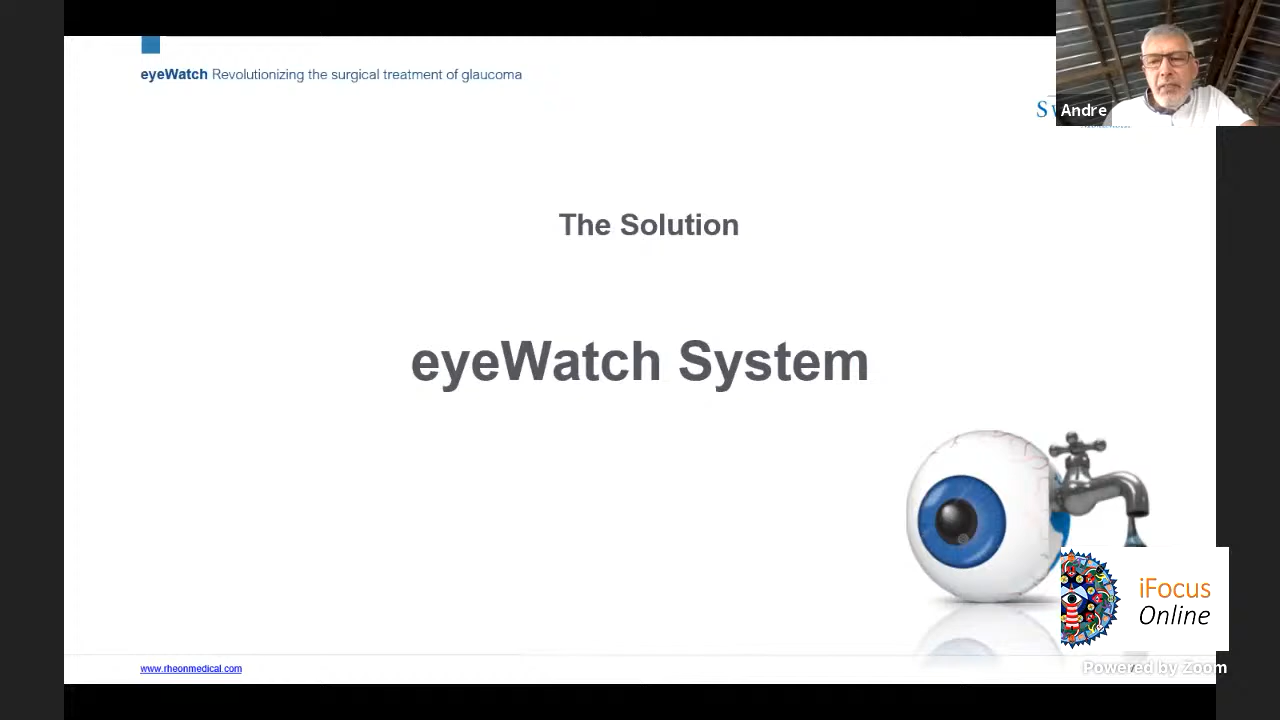 eyeWatch Revolutionizing the surgical treatment of glaucoma
Andre
The Solution
eyeWatch System
iFocus
Online
www.rheonmedical.com
Powered by Zoom